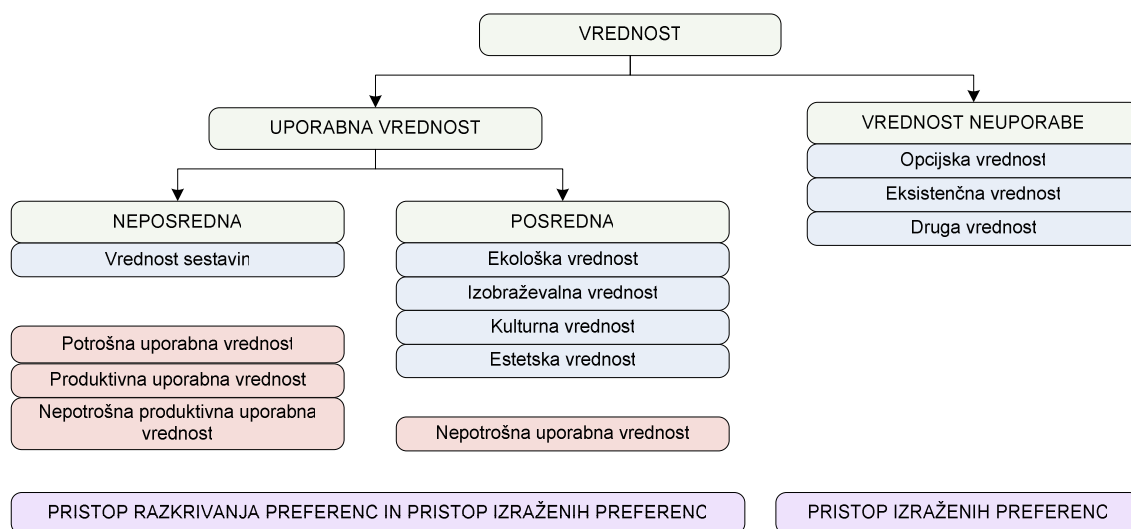 VREDNOST
UPORABNA VREDNOST
VREDNOST NEUPORABE
Opcijska vrednost
Eksistenčna vrednost
Druga vrednost
NEPOSREDNA
Vrednost sestavin
POSREDNA
Ekološka vrednost
Izobraževalna vrednost
Kulturna vrednost
Estetska vrednost
Potrošna uporabna vrednost
Produktivna uporabna vrednost
Nepotrošna produktivna uporabna
vrednost
Nepotrošna uporabna vrednost
PRISTOP RAZKRIVANJA PREFERENC IN PRISTOP IZRAŽENIH PREFERENC
PRISTOP IZRAŽENIH PREFERENC